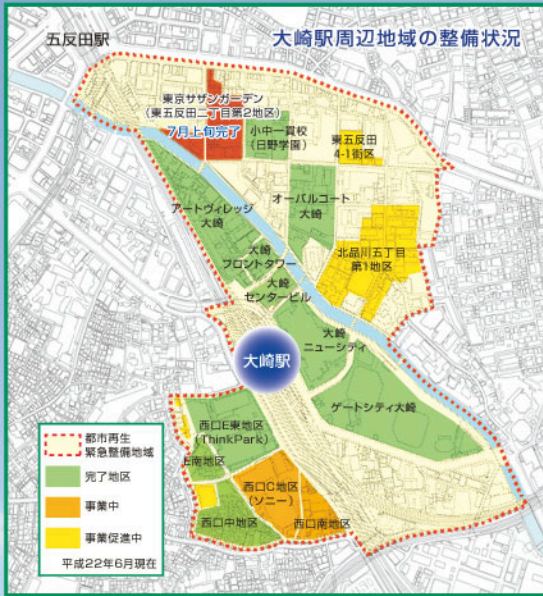 五反田駅
大崎駅周辺地域の整備状況
東京サザンガーデン
(東五反田二丁目第2地区)
7月上旬完了
小中一貫校
(日野学園)
東五反田
4-1街区
アートヴィレッジ
大崎
オーバルコート
大崎
大崎
フロントタワー
北品川五丁目
第1地区
大崎
センタービル
大崎
ニューシティ
大崎駅
ゲートシティ大崎
西口E東地区
(ThinkPark)
E南地区
西口C地区
(ソニー)
西口中地区
西口南地区
都市再生
緊急整備地域
完了地区
事業中
事業促進中
平成22年6月現在